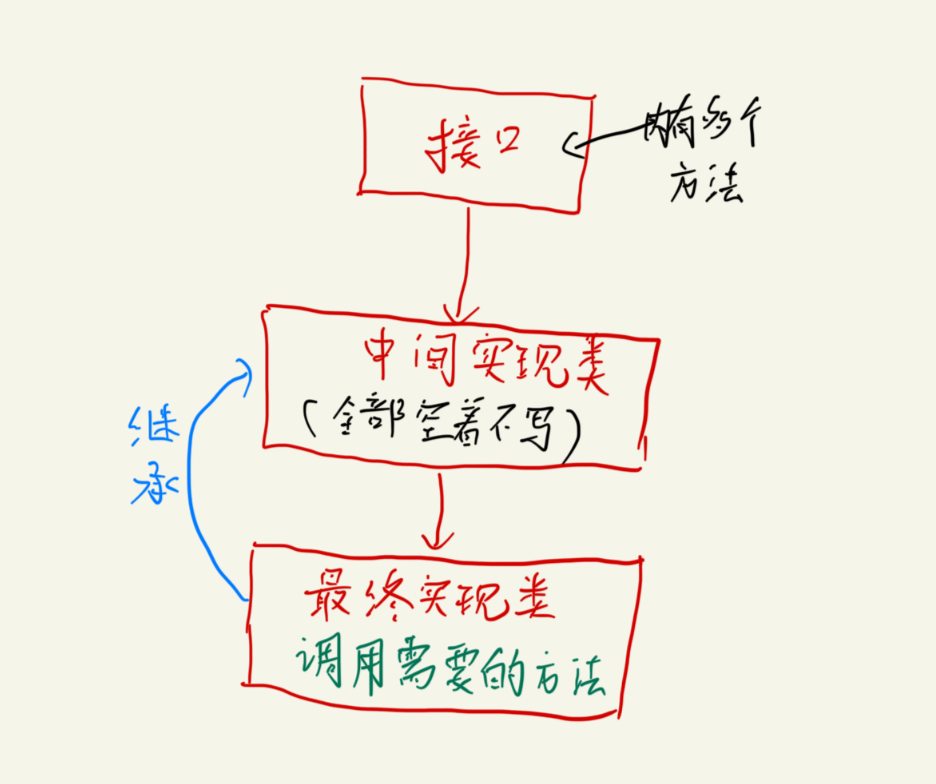 接口
内有多个
方法
中间实现类
(全部空着不写)
继
承
最终实现类
调用需要的方法